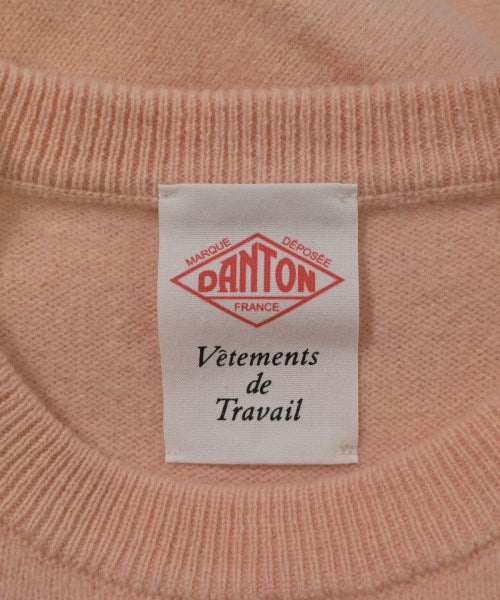 MARQUE DÉPOSÉE
DANTON
FRANCE
Vêtements
de
Travail